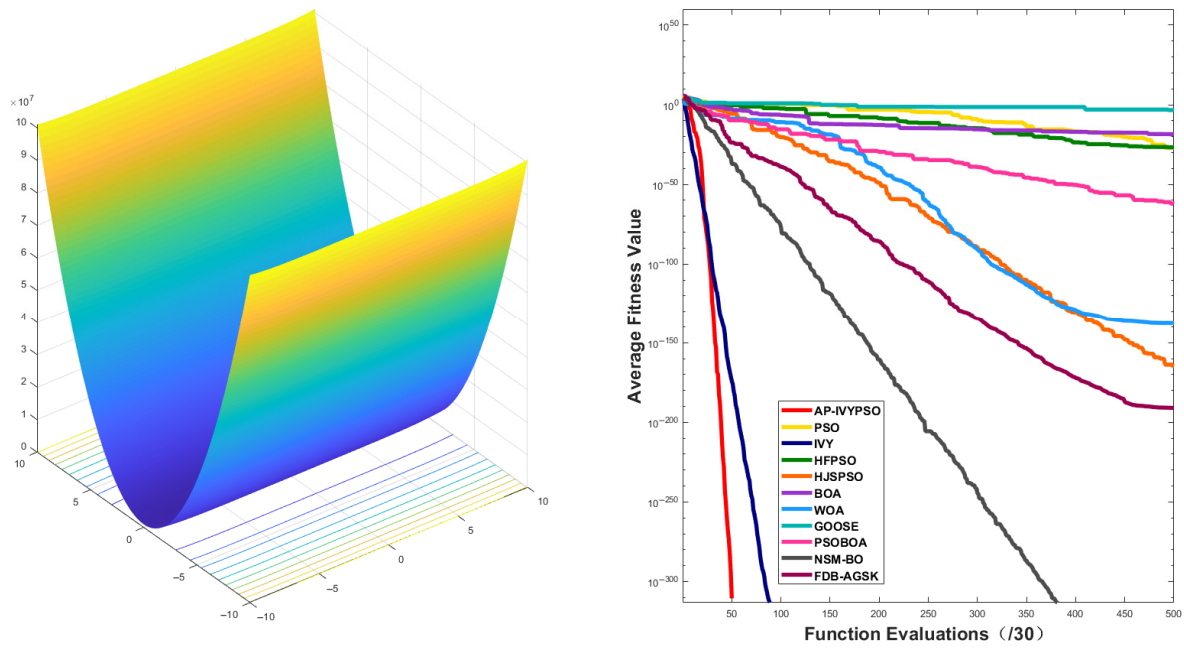 ×10⁷
10
9
8
7
6
5
4
3
2
1
0
10
5
0
−5
−10
−10
−5
0
5
10
Average Fitness Value
10⁵⁰
10⁰
10⁻⁵⁰
10⁻¹⁰⁰
10⁻¹⁵⁰
10⁻²⁰⁰
10⁻²⁵⁰
10⁻³⁰⁰
AP-IVYPSO
PSO
IVY
HFPSO
HJSPSO
BOA
WOA
GOOSE
PSOBOA
NSM-BO
FDB-AGSK
50 100 150 200 250 300 350 400 450 500
Function Evaluations（/30）